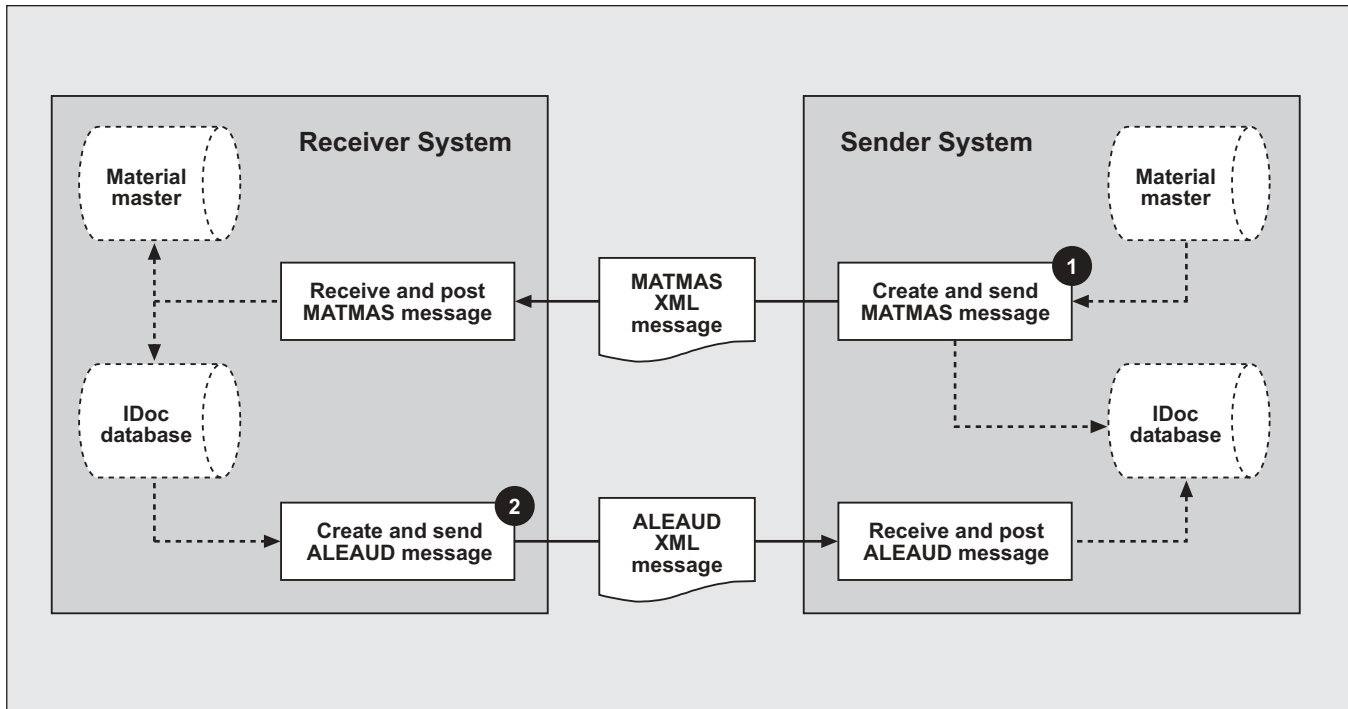 Receiver System
Sender System
Material
master
Material
master
1
Receive and post
MATMAS message
MATMAS
XML
message
Create and send
MATMAS message
IDoc
database
IDoc
database
2
Create and send
ALEAUD message
ALEAUD
XML
message
Receive and post
ALEAUD message